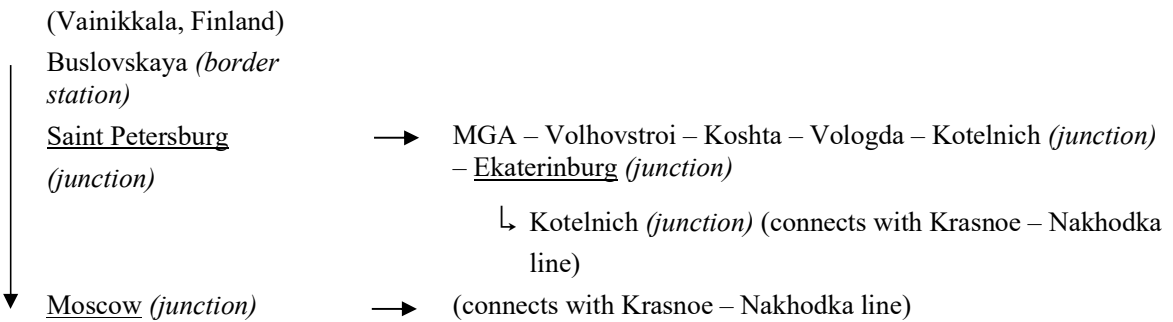 (Vainikkala, Finland)
Buslovskaya (border
station)
Saint Petersburg
(junction)
MGA – Volhovstroi – Koshta – Vologda – Kotelnich (junction)
– Ekaterinburg (junction)
Kotelnich (junction) (connects with Krasnoe – Nakhodka
line)
Moscow (junction)
(connects with Krasnoe – Nakhodka line)